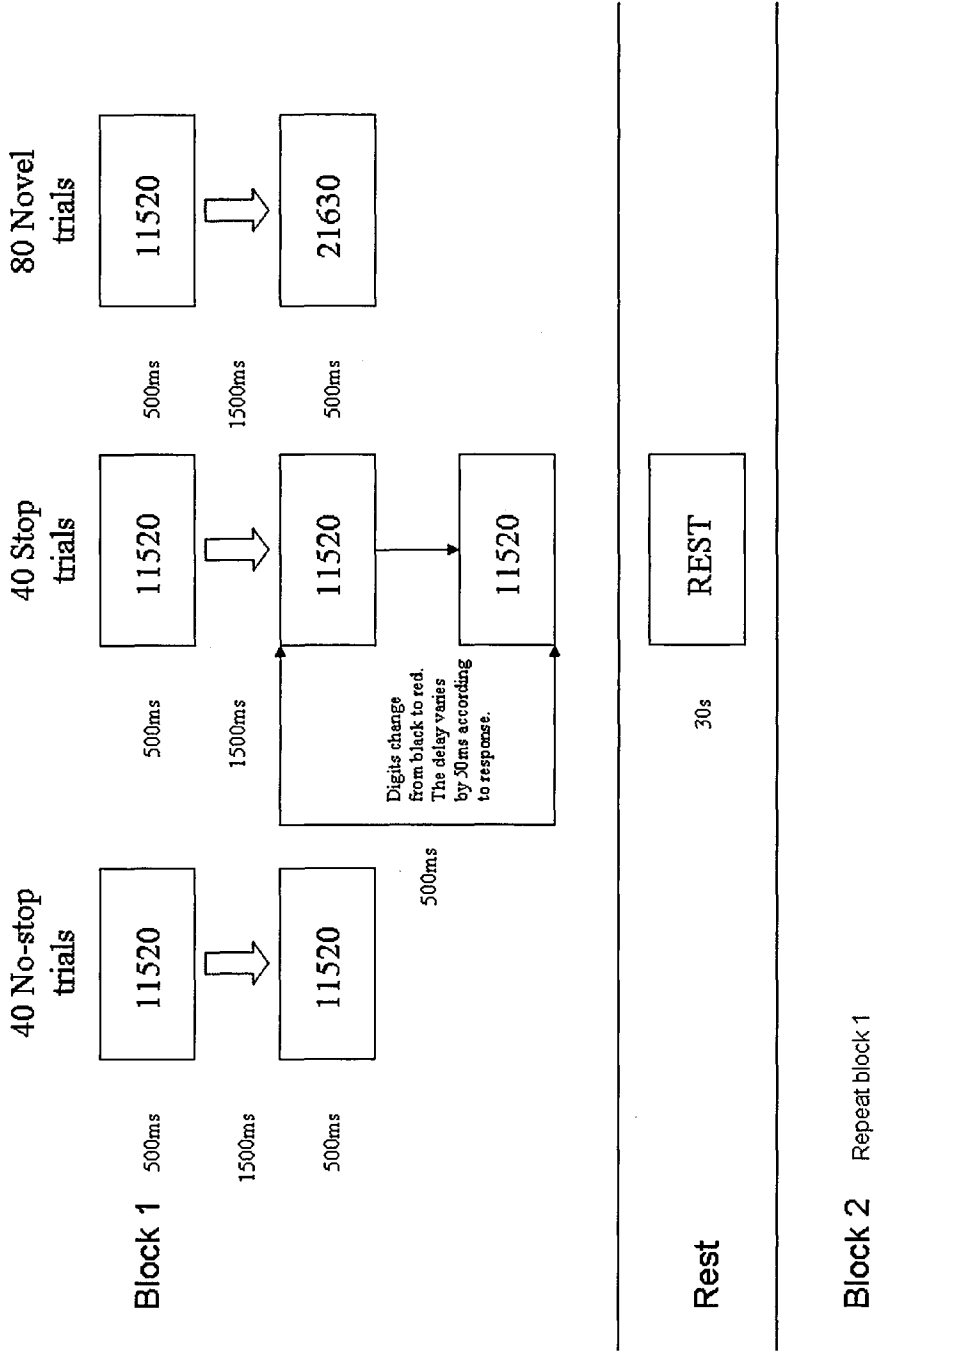 40 No-stop
trials
40 Stop
trials
80 Novel
trials
Block 1
500ms
11520
500ms
11520
500ms
11520
1500ms
1500ms
1500ms
500ms
11520
11520
500ms
21630
Digits change
from black to red.
The delay varies
by 50ms according
to response.
500ms
11520
Rest
30s
REST
Block 2
Repeat block 1